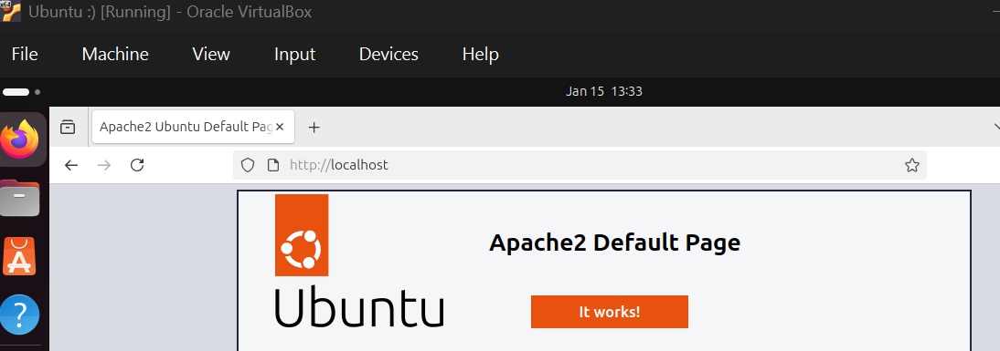 Ubuntu :) [Running] - Oracle VirtualBox
File Machine View Input Devices Help
Jan 15 13:33
Apache2 Ubuntu Default Pag
http://localhost
Apache2 Default Page
Ubuntu
It works!